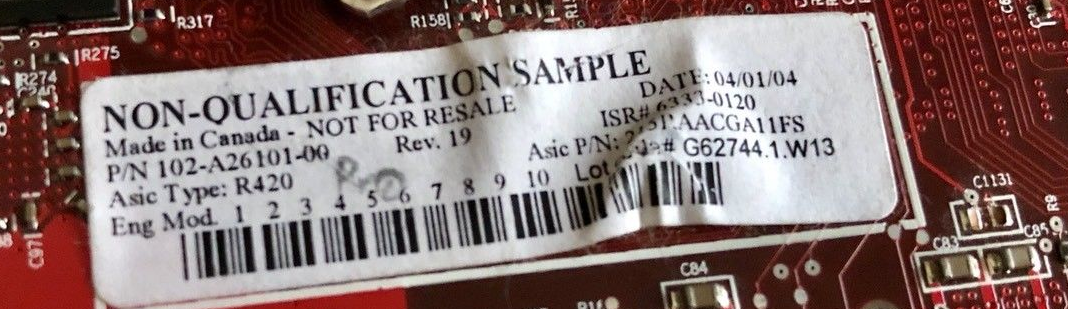 R317
R158
R275
R274
NON-QUALIFICATION SAMPLE
Made in Canada - NOT FOR RESALE
DATE: 04/01/04
P/N 102-A26101-00
Rev. 19
ISR# 6333-0120
Asic Type: R420
Asic P/N: AACGA11FS
Eng Mod. 1 2 3 4 5 6 7 8 9 10
Lot G62744.1.W13
C1131
R9
C97
C83
C85
C84